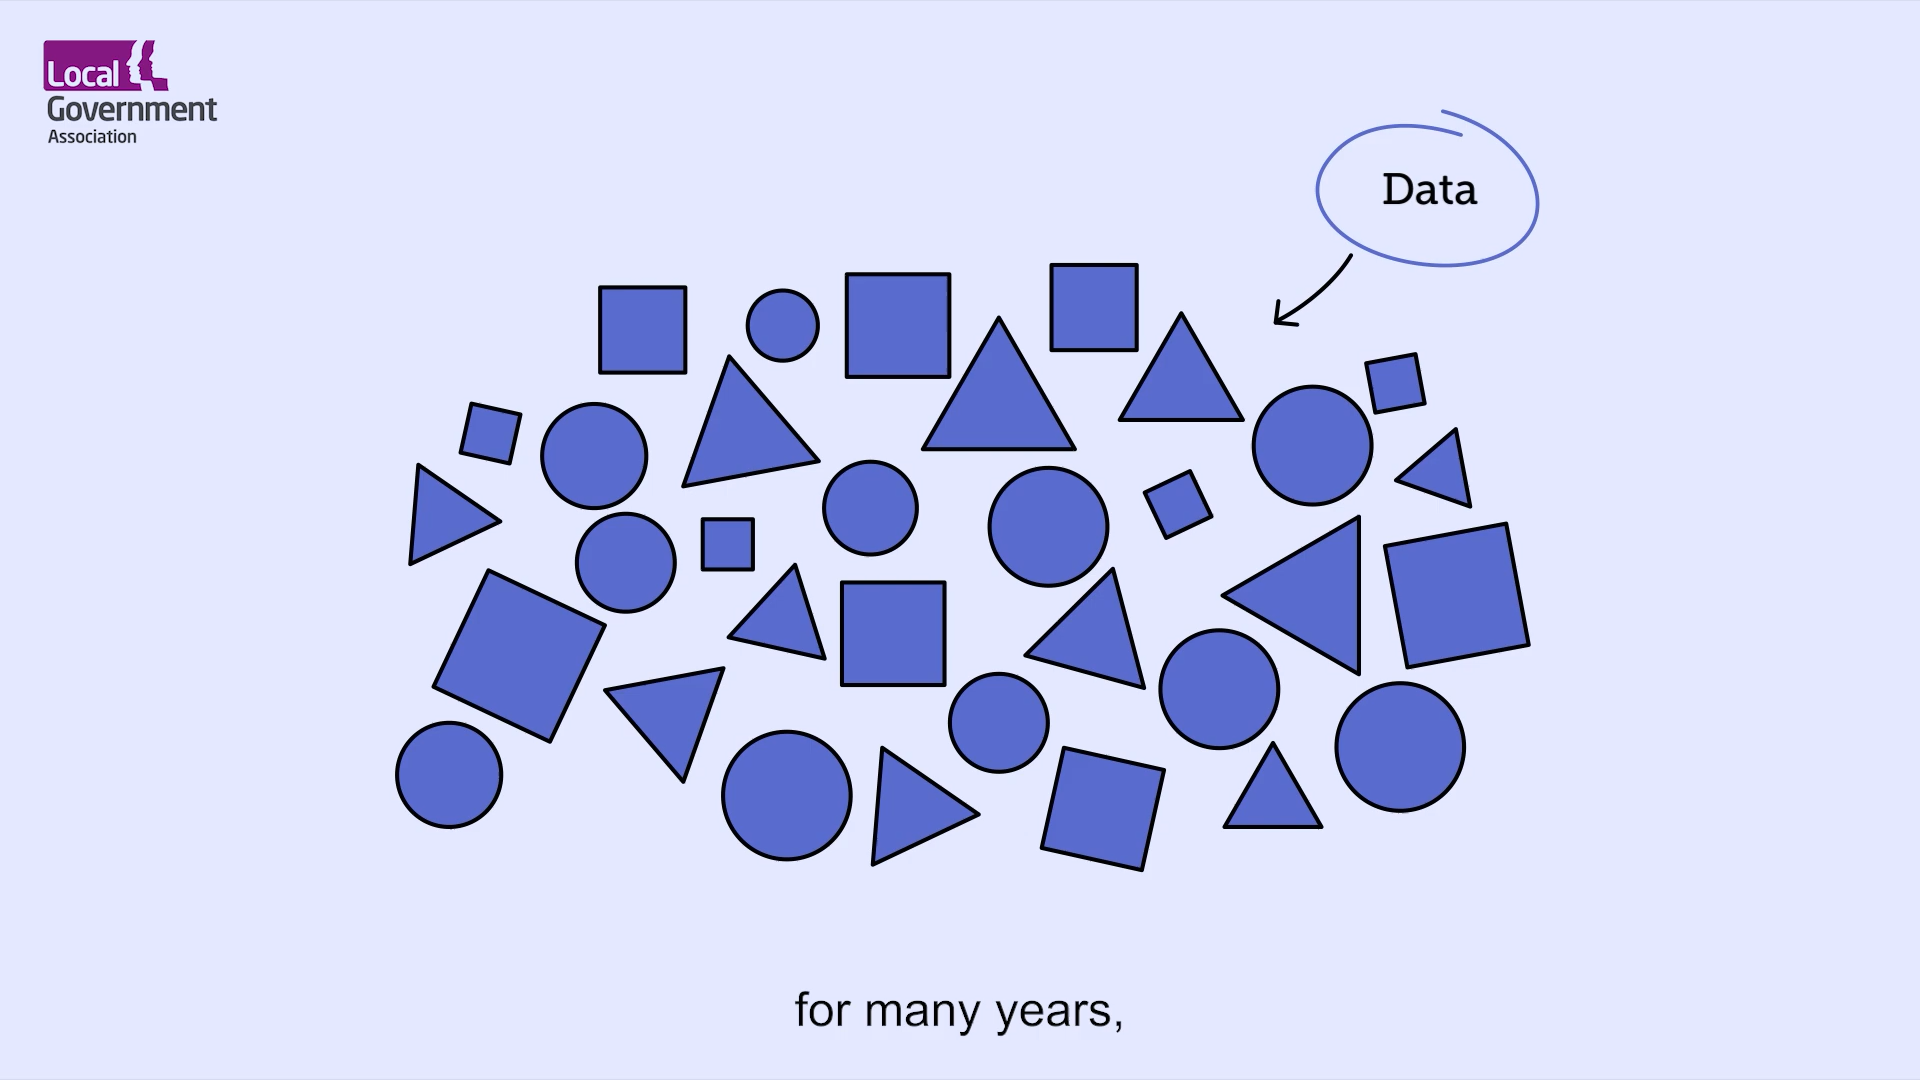 Local
Government
Association
Data
for many years,